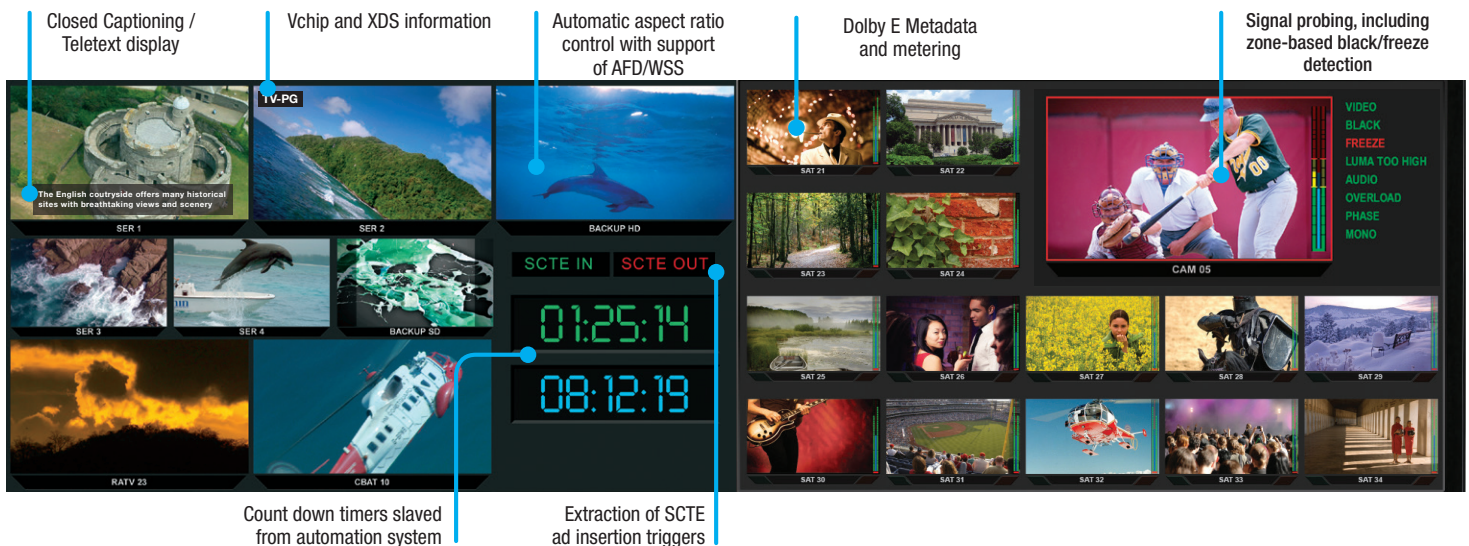 Closed Captioning /
Teletext display
Vchip and XDS information
Automatic aspect ratio
control with support
of AFD/WSS
Dolby E Metadata
and metering
Signal probing, including
zone-based black/freeze
detection
The English coutryside offers many historical
sites with breathtaking views and scenery
SER 1
TV-PG
SER 2
BACKUP HD
SER 3
SER 4
BACKUP SD
SCTE IN
SCTE OUT
01:25:14
08:12:19
RATV 23
CBAT 10
SAT 21
SAT 22
00
CAM 05
VIDEO
BLACK
FREEZE
LUMA TOO HIGH
AUDIO
OVERLOAD
PHASE
MONO
SAT 23
SAT 24
SAT 25
SAT 26
SAT 27
SAT 28
SAT 29
SAT 30
SAT 31
SAT 32
SAT 33
SAT 34
Count down timers slaved
from automation system
Extraction of SCTE
ad insertion triggers